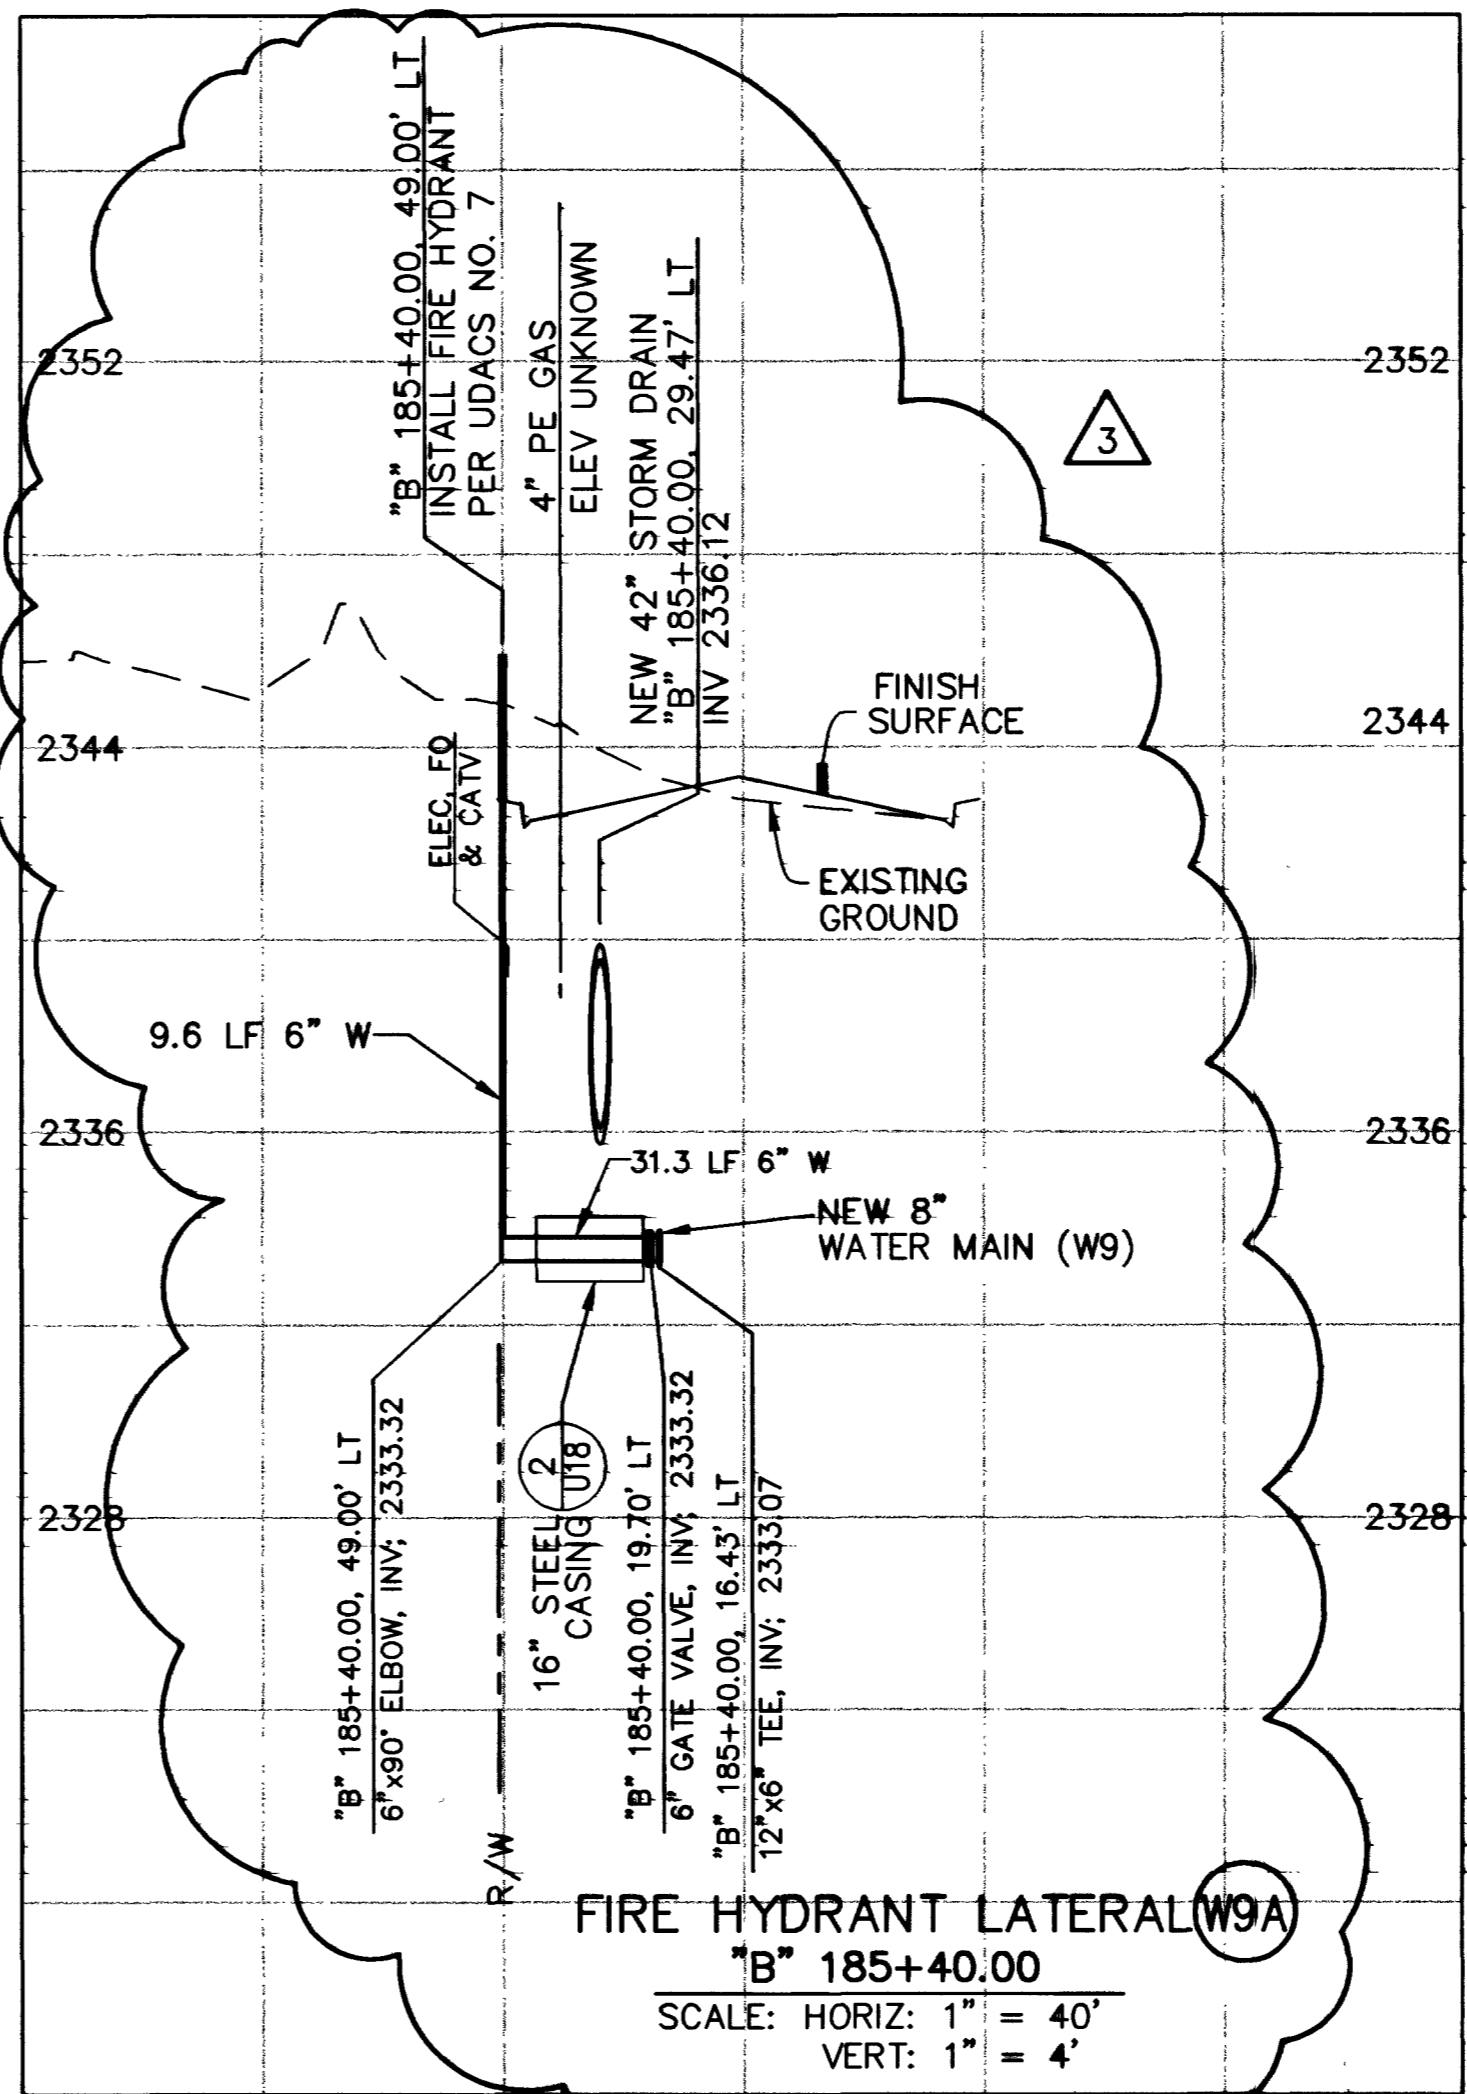 "B" 185+40.00, 49.00' LT
INSTALL FIRE HYDRANT
PER UDACS NO. 7
4" PE GAS
ELEV UNKNOWN
NEW 42" STORM DRAIN
"B" 185+40.00, 29.47' LT
INV 2336.12
2352
2352
3
FINISH
SURFACE
2344
2344
ELEC, FO
& CATV
EXISTING
GROUND
9.6 LF 6" W
2336
2336
31.3 LF 6" W
NEW 8"
WATER MAIN (W9)
2328
2328
"B" 185+40.00, 49.00' LT
6"x90° ELBOW, INV; 2333.32
R/W
16" STEEL
CASING
2
U18
"B" 185+40.00, 19.70' LT
6" GATE VALVE, INV; 2333.32
"B" 185+40.00, 16.43' LT
12"x6" TEE, INV; 2333.07
FIRE HYDRANT LATERAL W9A
"B" 185+40.00
SCALE: HORIZ: 1" = 40'
VERT: 1" = 4'